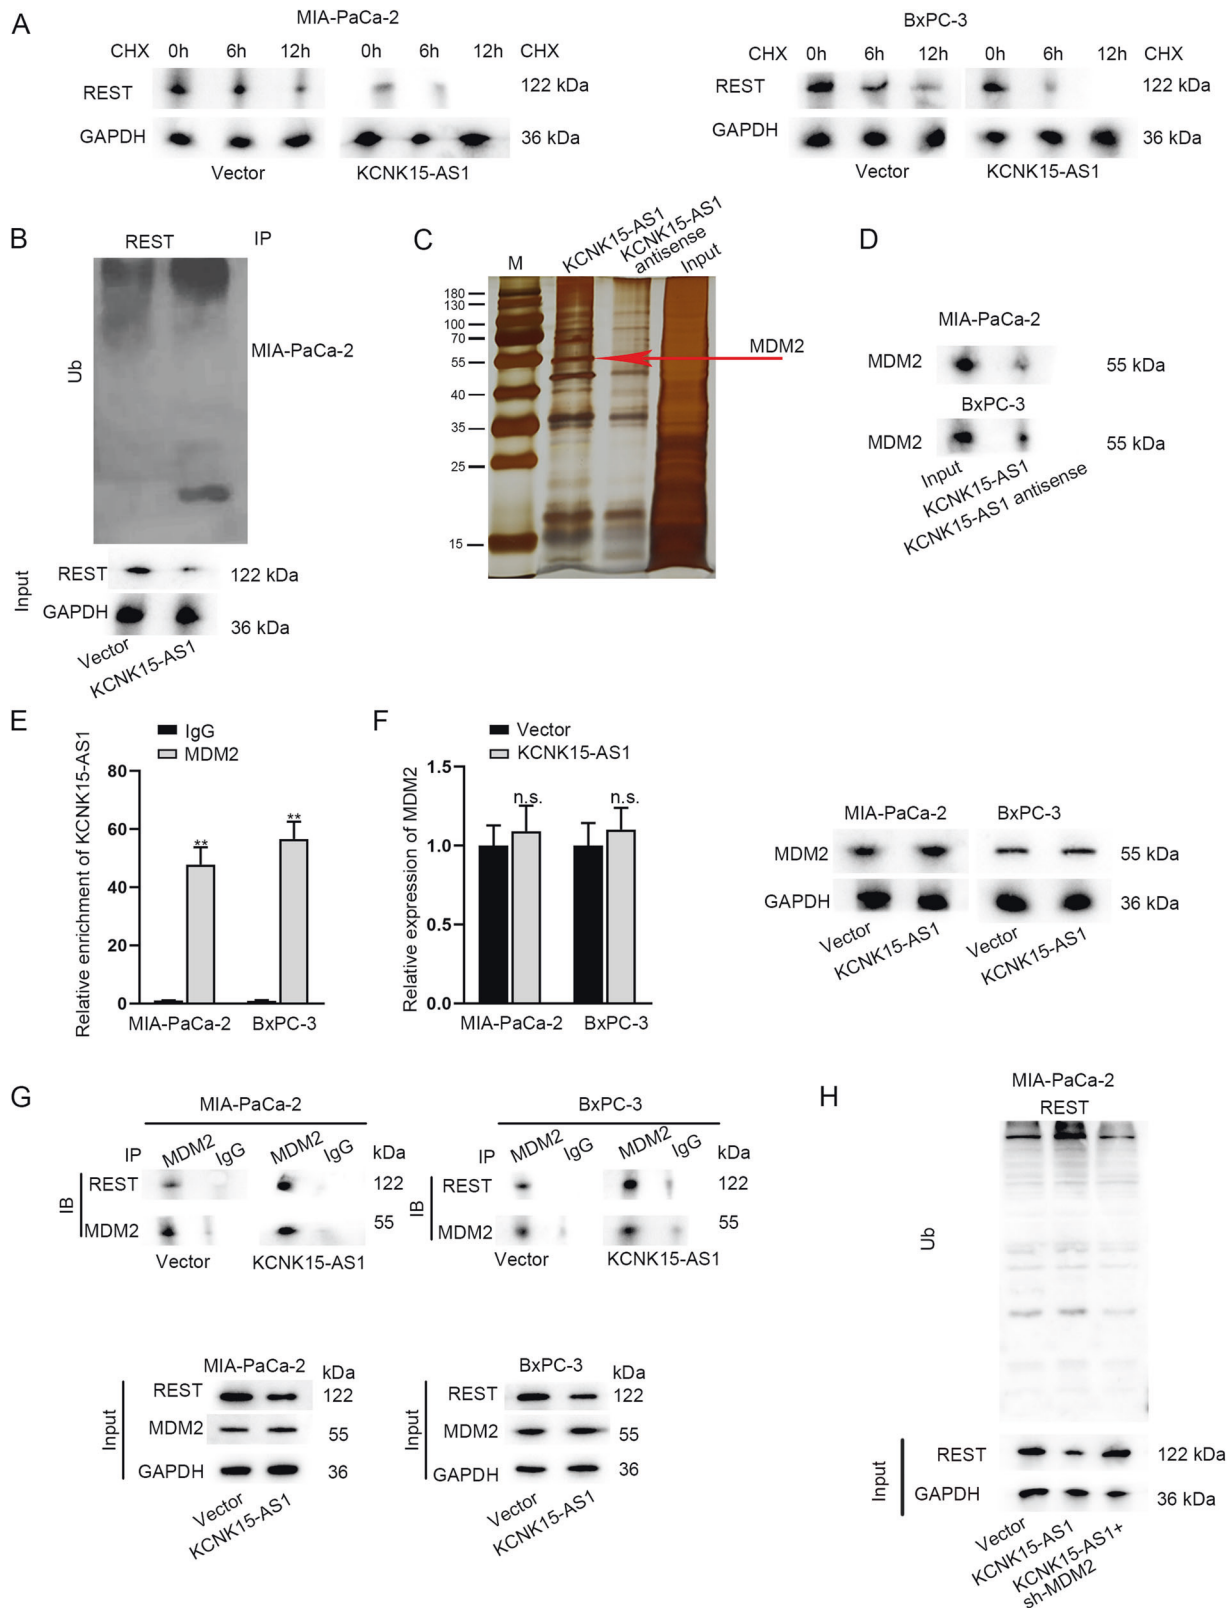 A
MIA-PaCa-2
CHX 0h 6h 12h 0h 6h 12h CHX
REST 122 kDa
GAPDH 36 kDa
Vector KCNK15-AS1
BxPC-3
CHX 0h 6h 12h 0h 6h 12h CHX
REST 122 kDa
GAPDH 36 kDa
Vector KCNK15-AS1
B
REST IP
Ub
MIA-PaCa-2
Input
REST 122 kDa
GAPDH 36 kDa
Vector
KCNK15-AS1
C
M
KCNK15-AS1
KCNK15-AS1
antisense
Input
180
130
100
70
55
40
35
25
15
MDM2
D
MIA-PaCa-2
MDM2 55 kDa
BxPC-3
MDM2 55 kDa
Input
KCNK15-AS1
KCNK15-AS1 antisense
E
IgG
MDM2
Relative enrichment of KCNK15-AS1
80
60
40
20
0
**
**
MIA-PaCa-2 BxPC-3
F
Vector
KCNK15-AS1
Relative expression of MDM2
1.5
1.0
0.5
0.0
n.s.
n.s.
MIA-PaCa-2 BxPC-3
MIA-PaCa-2 BxPC-3
MDM2 55 kDa
GAPDH 36 kDa
Vector
KCNK15-AS1
Vector
KCNK15-AS1
G
MIA-PaCa-2
IP MDM2 IgG MDM2 IgG kDa
IB
REST 122
MDM2 55
Vector KCNK15-AS1
BxPC-3
IP MDM2 IgG MDM2 IgG kDa
IB
REST 122
MDM2 55
Vector KCNK15-AS1
MIA-PaCa-2 kDa
Input
REST 122
MDM2 55
GAPDH 36
Vector
KCNK15-AS1
BxPC-3 kDa
Input
REST 122
MDM2 55
GAPDH 36
Vector
KCNK15-AS1
H
MIA-PaCa-2
REST
Ub
Input
REST 122 kDa
GAPDH 36 kDa
Vector
KCNK15-AS1
KCNK15-AS1+
sh-MDM2